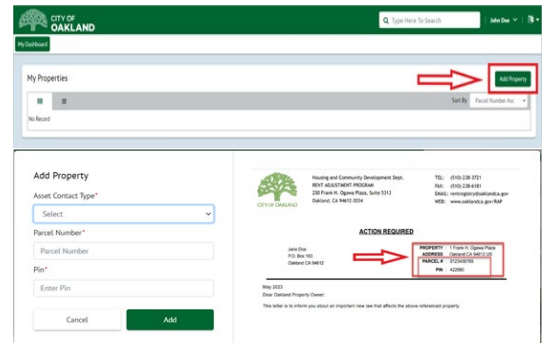 CITY OF
OAKLAND
Type Here To Search
John Doe
My Dashboard
My Properties
Add Property
Sort By Parcel Number Asc
No Record
Add Property
Asset Contact Type*
Select
Parcel Number*
Parcel Number
Pin*
Enter Pin
Cancel
Add
CITY OF OAKLAND
Housing and Community Development Dept.
RENT ADJUSTMENT PROGRAM
250 Frank H. Ogawa Plaza, Suite 5313
Oakland, CA 94612-2034
TEL: (510) 238-3721
FAX: (510) 238-6181
EMAIL: rentregistry@oaklandca.gov
WEB: www.oaklandca.gov/RAP
ACTION REQUIRED
Jane Doe
P.O. Box 163
Oakland CA 94612
PROPERTY 1 Frank H. Ogawa Plaza
ADDRESS Oakland CA 94612 US
PARCEL # 0123456789
PIN 422660
May 2023
Dear Oakland Property Owner:
This letter is to inform you about an important new law that affects the above referenced property